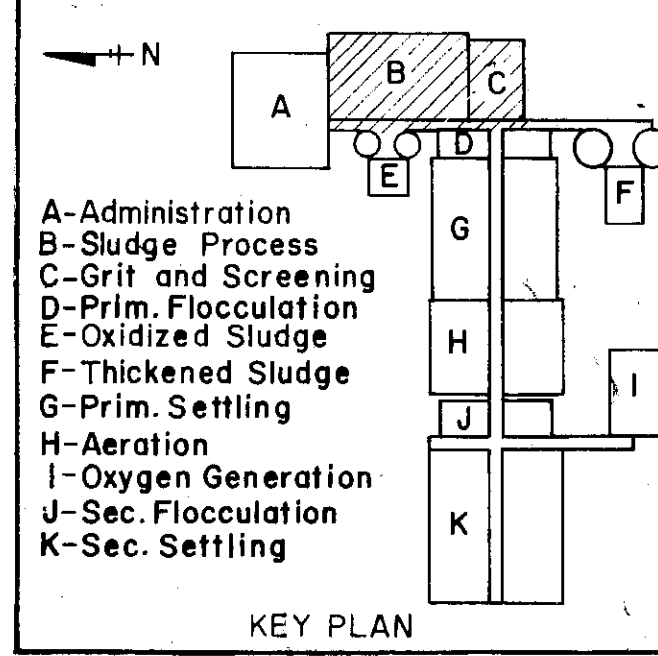 N
A
B
C
D
E
F
G
H
I
J
K
A-Administration
B-Sludge Process
C-Grit and Screening
D-Prim. Flocculation
E-Oxidized Sludge
F-Thickened Sludge
G-Prim. Settling
H-Aeration
I-Oxygen Generation
J-Sec. Flocculation
K-Sec. Settling
KEY PLAN